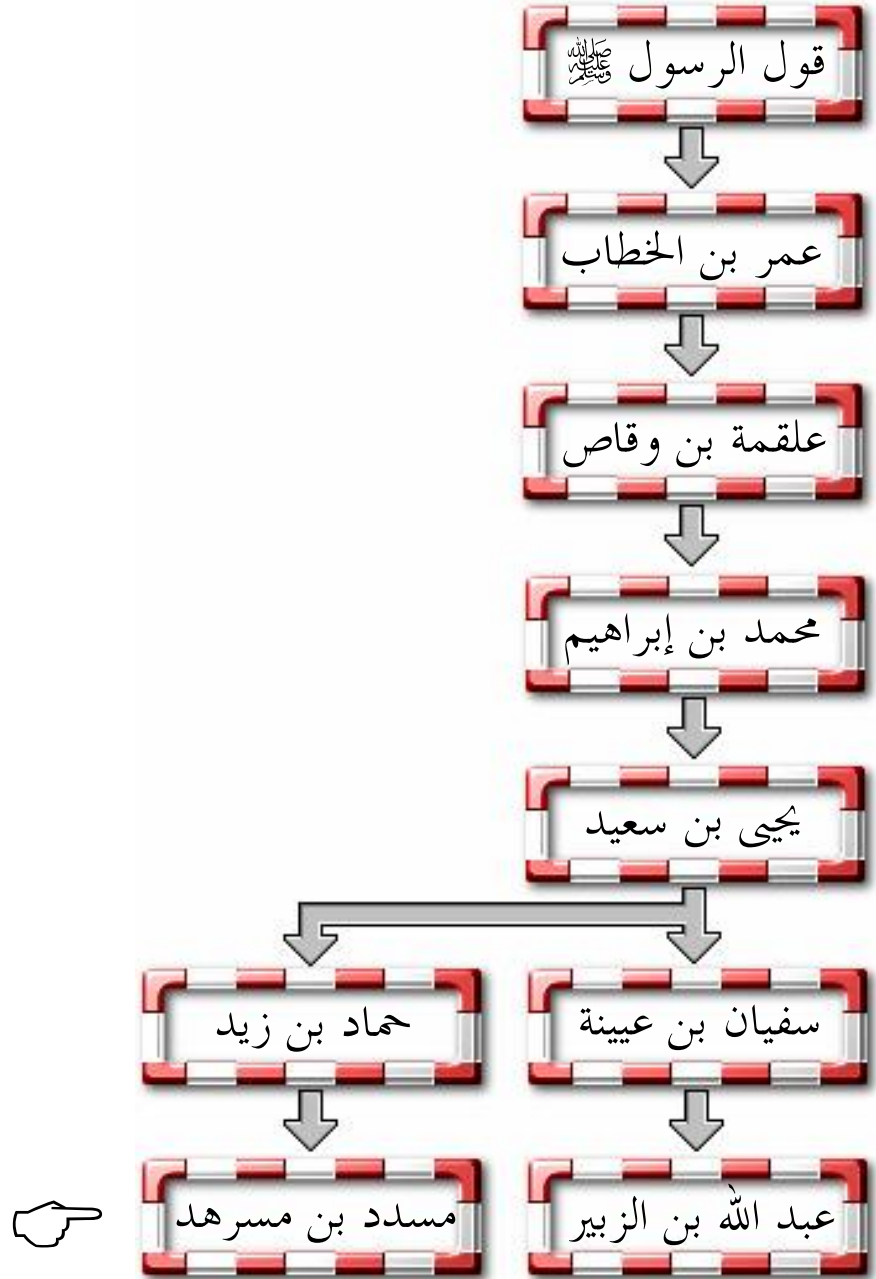 قول الرسول ﷺ
عمر بن الخطاب
علقمة بن وقاص
محمد بن إبراهيم
يحيى بن سعيد
سفيان بن عيينة
حماد بن زيد
عبد الله بن الزبير
مسدد بن مسرهد